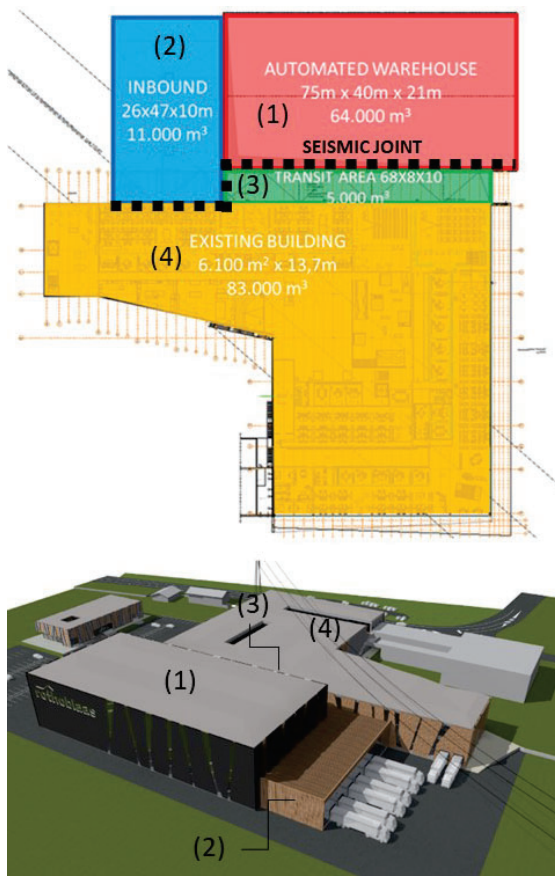 (2)
INBOUND
26x47x10m
11.000 m³
AUTOMATED WAREHOUSE
75m x 40m x 21m
(1)
64.000 m³
SEISMIC JOINT
(3)
TRANSIT AREA 68X8X10
5.000 m³
(4)
EXISTING BUILDING
6.100 m² x 13,7m
83.000 m³
(3)
(4)
(1)
rothoblaas
(2)